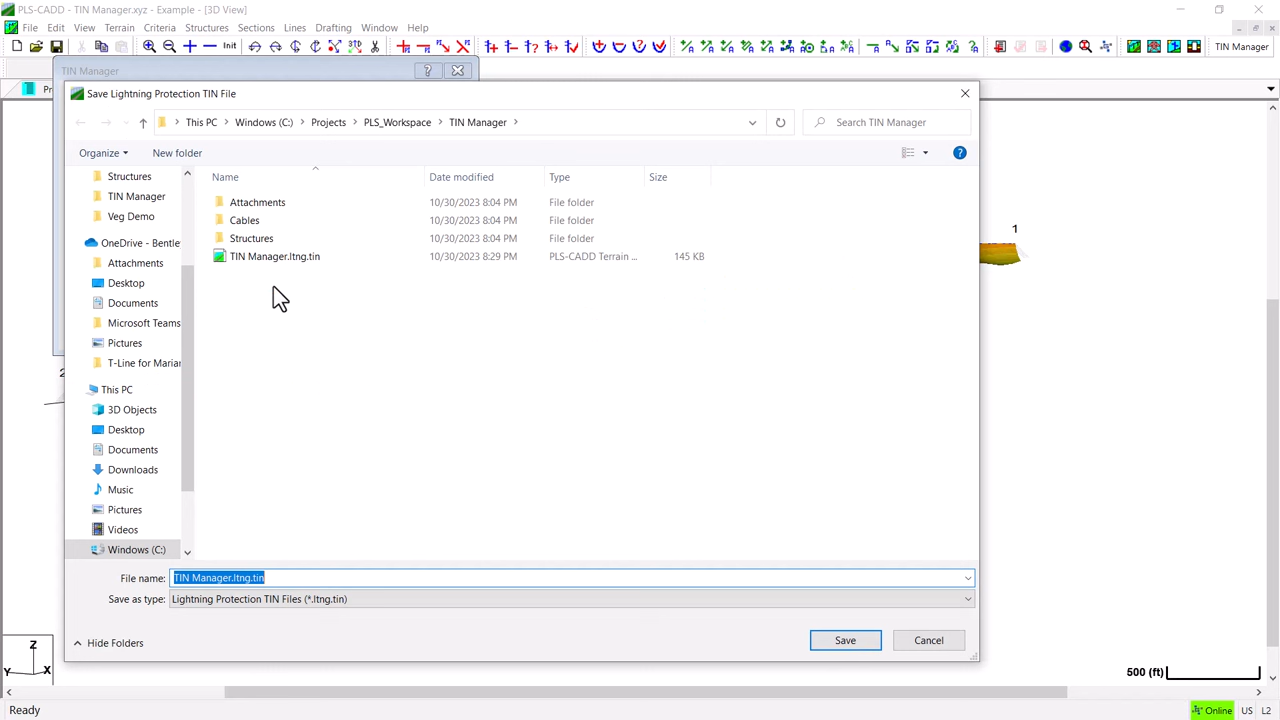 PLS-CADD - TIN Manager.xyz - Example - [3D View]
File Edit View Terrain Criteria Structures Sections Lines Drafting Window Help
Init
TIN Manager
TIN Manager
?
Save Lightning Protection TIN File
This PC > Windows (C:) > Projects > PLS_Workspace > TIN Manager >
Search TIN Manager
Organize
New folder
Structures
TIN Manager
Veg Demo
OneDrive - Bentle
Attachments
Desktop
Documents
Microsoft Teams
Pictures
T-Line for Marian
This PC
3D Objects
Desktop
Documents
Downloads
Music
Pictures
Videos
Windows (C:)
Name Date modified Type Size
Attachments 10/30/2023 8:04 PM File folder
Cables 10/30/2023 8:04 PM File folder
Structures 10/30/2023 8:04 PM File folder
TIN Manager.ltng.tin 10/30/2023 8:29 PM PLS-CADD Terrain ... 145 KB
1
2
File name: TIN Manager.ltng.tin
Save as type: Lightning Protection TIN Files (*.ltng.tin)
Hide Folders
Save
Cancel
Z
Y X
500 (ft)
Ready
Online US L2